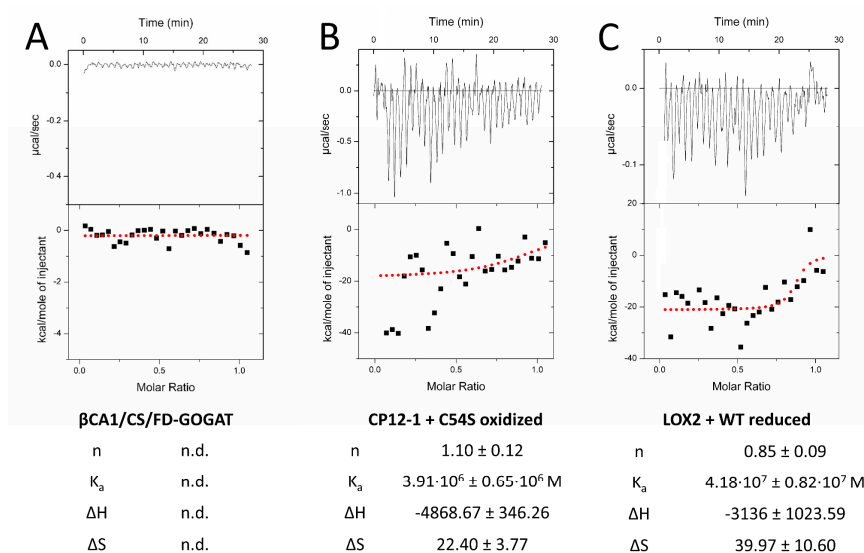 A
Time (min)
0 10 20 30
0.0
-0.2
-0.4
µcal/sec
0
-2
-4
kcal/mole of injectant
0.0 0.5 1.0
Molar Ratio
βCA1/CS/FD-GOGAT
n n.d.
Ka n.d.
ΔH n.d.
ΔS n.d.
B
Time (min)
0 10 20 30
0.0
-0.5
-1.0
µcal/sec
0
-20
-40
kcal/mole of injectant
0.0 0.5 1.0
Molar Ratio
CP12-1 + C54S oxidized
n 1.10 ± 0.12
Ka 3.91·10⁶ ± 0.65·10⁶ M
ΔH -4868.67 ± 346.26
ΔS 22.40 ± 3.77
C
Time (min)
0 10 20 30
0.0
-0.1
µcal/sec
20
0
-20
-40
kcal/mole of injectant
0.0 0.5 1.0
Molar Ratio
LOX2 + WT reduced
n 0.85 ± 0.09
Ka 4.18·10⁷ ± 0.82·10⁷ M
ΔH -3136 ± 1023.59
ΔS 39.97 ± 10.60